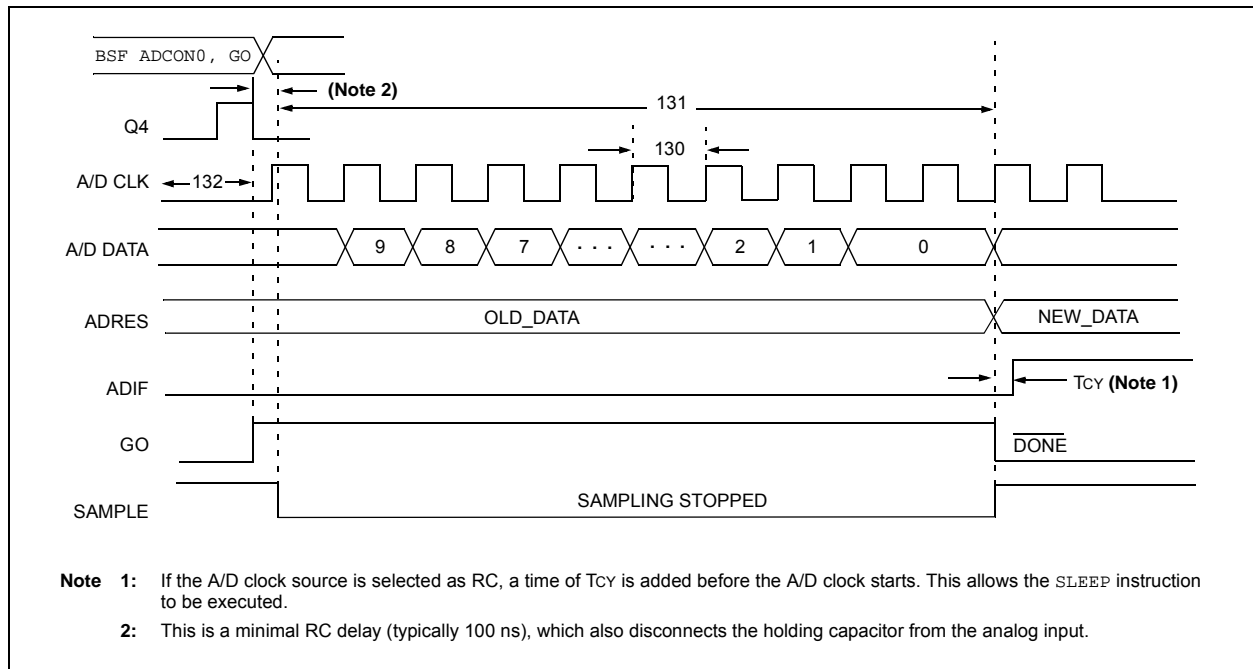 BSF ADCON0, GO
(Note 2)
131
Q4
130
A/D CLK
132
A/D DATA
9 8 7 · · · · · · 2 1 0
ADRES
OLD_DATA
NEW_DATA
ADIF
TCY (Note 1)
GO
DONE
SAMPLE
SAMPLING STOPPED
Note 1: If the A/D clock source is selected as RC, a time of TCY is added before the A/D clock starts. This allows the SLEEP instruction
to be executed.
2: This is a minimal RC delay (typically 100 ns), which also disconnects the holding capacitor from the analog input.